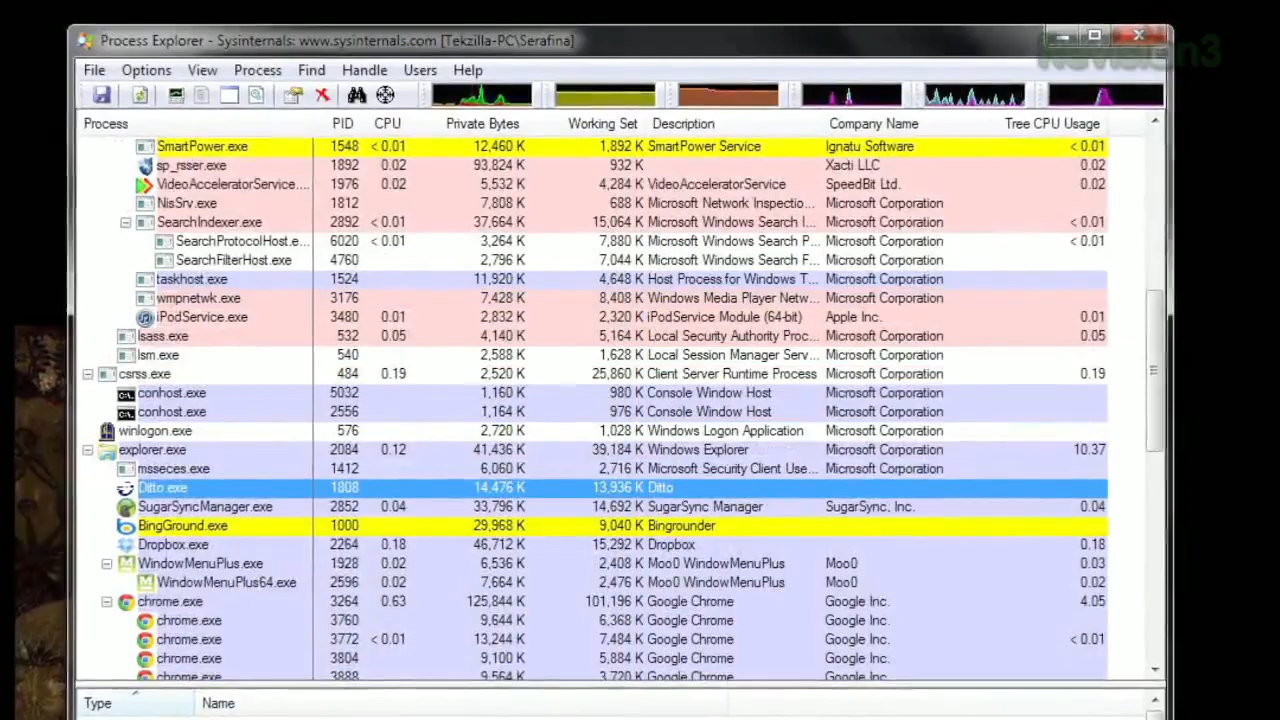 Process Explorer - Sysinternals: www.sysinternals.com [Tekzilla-PC\Serafina]
File Options View Process Find Handle Users Help
Process PID CPU Private Bytes Working Set Description Company Name Tree CPU Usage
SmartPower.exe 1548 < 0.01 12,460 K 1,892 K SmartPower Service Ignatu Software < 0.01
sp_rsser.exe 1892 0.02 93,824 K 932 K Xacti LLC 0.02
VideoAcceleratorService.... 1976 0.02 5,532 K 4,284 K VideoAcceleratorService SpeedBit Ltd. 0.02
NisSrv.exe 1812 7,808 K 688 K Microsoft Network Inspectio... Microsoft Corporation
SearchIndexer.exe 2892 < 0.01 37,664 K 15,064 K Microsoft Windows Search I... Microsoft Corporation < 0.01
SearchProtocolHost.e... 6020 < 0.01 3,264 K 7,880 K Microsoft Windows Search P... Microsoft Corporation < 0.01
SearchFilterHost.exe 4760 2,796 K 7,044 K Microsoft Windows Search F... Microsoft Corporation
taskhost.exe 1524 11,920 K 4,648 K Host Process for Windows T... Microsoft Corporation
wmpnetwk.exe 3176 7,428 K 8,408 K Windows Media Player Netw... Microsoft Corporation
iPodService.exe 3480 0.01 2,832 K 2,320 K iPodService Module (64-bit) Apple Inc. 0.01
lsass.exe 532 0.05 4,140 K 5,164 K Local Security Authority Proc... Microsoft Corporation 0.05
lsm.exe 540 2,588 K 1,628 K Local Session Manager Serv... Microsoft Corporation
csrss.exe 484 0.19 2,520 K 25,860 K Client Server Runtime Process Microsoft Corporation 0.19
conhost.exe 5032 1,160 K 980 K Console Window Host Microsoft Corporation
conhost.exe 2556 1,164 K 976 K Console Window Host Microsoft Corporation
winlogon.exe 576 2,720 K 1,028 K Windows Logon Application Microsoft Corporation
explorer.exe 2084 0.12 41,436 K 39,184 K Windows Explorer Microsoft Corporation 10.37
msseces.exe 1412 6,060 K 2,716 K Microsoft Security Client Use... Microsoft Corporation
Ditto.exe 1808 14,476 K 13,936 K Ditto
SugarSyncManager.exe 2852 0.04 33,796 K 14,692 K SugarSync Manager SugarSync, Inc. 0.04
BingGround.exe 1000 29,968 K 9,040 K Bingrounder
Dropbox.exe 2264 0.18 46,712 K 15,292 K Dropbox 0.18
WindowMenuPlus.exe 1928 0.02 6,536 K 2,408 K Moo0 WindowMenuPlus Moo0 0.03
WindowMenuPlus64.exe 2596 0.02 7,664 K 2,476 K Moo0 WindowMenuPlus Moo0 0.02
chrome.exe 3264 0.63 125,844 K 101,196 K Google Chrome Google Inc. 4.05
chrome.exe 3760 9,644 K 6,368 K Google Chrome Google Inc.
chrome.exe 3772 < 0.01 13,244 K 7,484 K Google Chrome Google Inc. < 0.01
chrome.exe 3804 9,100 K 5,884 K Google Chrome Google Inc.
chrome.exe 3888 9,564 K 3,720 K Google Chrome Google Inc.
Type Name